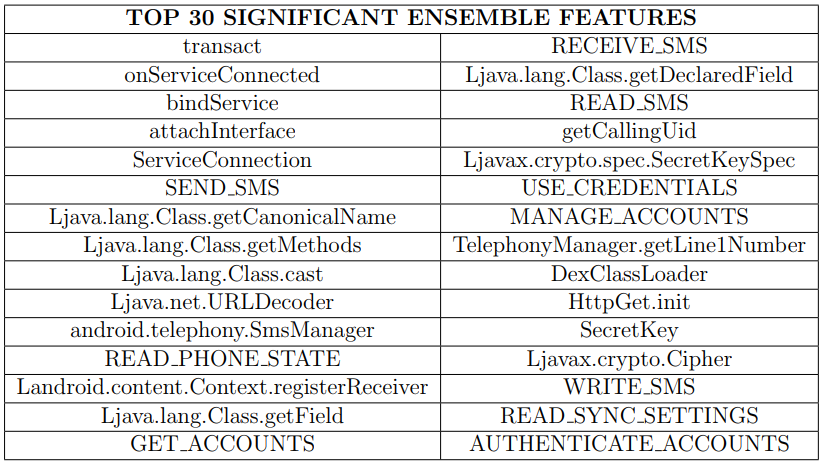 TOP 30 SIGNIFICANT ENSEMBLE FEATURES
transact RECEIVE_SMS
onServiceConnected Ljava.lang.Class.getDeclaredField
bindService READ_SMS
attachInterface getCallingUid
ServiceConnection Ljavax.crypto.spec.SecretKeySpec
SEND_SMS USE_CREDENTIALS
Ljava.lang.Class.getCanonicalName MANAGE_ACCOUNTS
Ljava.lang.Class.getMethods TelephonyManager.getLine1Number
Ljava.lang.Class.cast DexClassLoader
Ljava.net.URLDecoder HttpGet.init
android.telephony.SmsManager SecretKey
READ_PHONE_STATE Ljavax.crypto.Cipher
Landroid.content.Context.registerReceiver WRITE_SMS
Ljava.lang.Class.getField READ_SYNC_SETTINGS
GET_ACCOUNTS AUTHENTICATE_ACCOUNTS